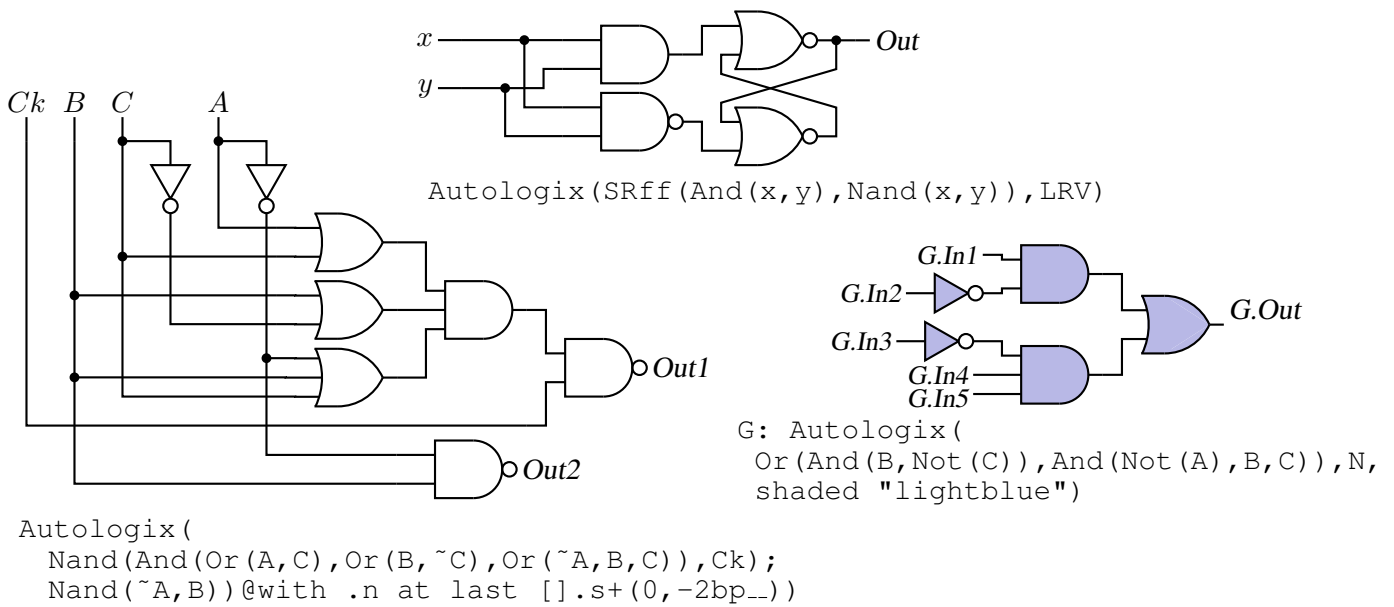 x
Out
y
Ck B C A
Autologix(SRff(And(x,y),Nand(x,y)),LRV)
G.In1
G.In2
G.Out
G.In3
G.In4
G.In5
Out1
Out2
G: Autologix(
Or(And(B,Not(C)),And(Not(A),B,C)),N,
shaded "lightblue")
Autologix(
Nand(And(Or(A,C),Or(B,˜C),Or(˜A,B,C)),Ck);
Nand(˜A,B))@with .n at last [].s+(0,-2bp__))